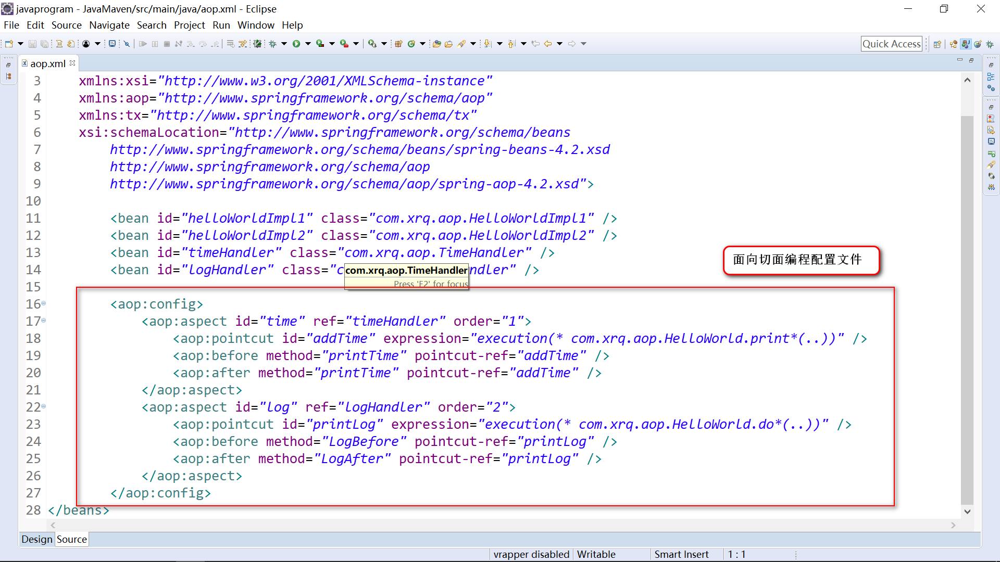 javaprogram - JavaMaven/src/main/java/aop.xml - Eclipse
File Edit Source Navigate Search Project Run Window Help
Quick Access
aop.xml
3 xmlns:xsi="http://www.w3.org/2001/XMLSchema-instance"
4 xmlns:aop="http://www.springframework.org/schema/aop"
5 xmlns:tx="http://www.springframework.org/schema/tx"
6 xsi:schemaLocation="http://www.springframework.org/schema/beans
7 http://www.springframework.org/schema/beans/spring-beans-4.2.xsd
8 http://www.springframework.org/schema/aop
9 http://www.springframework.org/schema/aop/spring-aop-4.2.xsd">
10
11 <bean id="helloWorldImpl1" class="com.xrq.aop.HelloWorldImpl1" />
12 <bean id="helloWorldImpl2" class="com.xrq.aop.HelloWorldImpl2" />
13 <bean id="timeHandler" class="com.xrq.aop.TimeHandler" />
面向切面编程配置文件
14 <bean id="logHandler" class="c ndler" />
com.xrq.aop.TimeHandler
Press 'F2' for focus
15
16 <aop:config>
17 <aop:aspect id="time" ref="timeHandler" order="1">
18 <aop:pointcut id="addTime" expression="execution(* com.xrq.aop.HelloWorld.print*(..))" />
19 <aop:before method="printTime" pointcut-ref="addTime" />
20 <aop:after method="printTime" pointcut-ref="addTime" />
21 </aop:aspect>
22 <aop:aspect id="log" ref="logHandler" order="2">
23 <aop:pointcut id="printLog" expression="execution(* com.xrq.aop.HelloWorld.do*(..))" />
24 <aop:before method="LogBefore" pointcut-ref="printLog" />
25 <aop:after method="LogAfter" pointcut-ref="printLog" />
26 </aop:aspect>
27 </aop:config>
28 </beans>
Design Source
vrapper disabled Writable Smart Insert 1 : 1